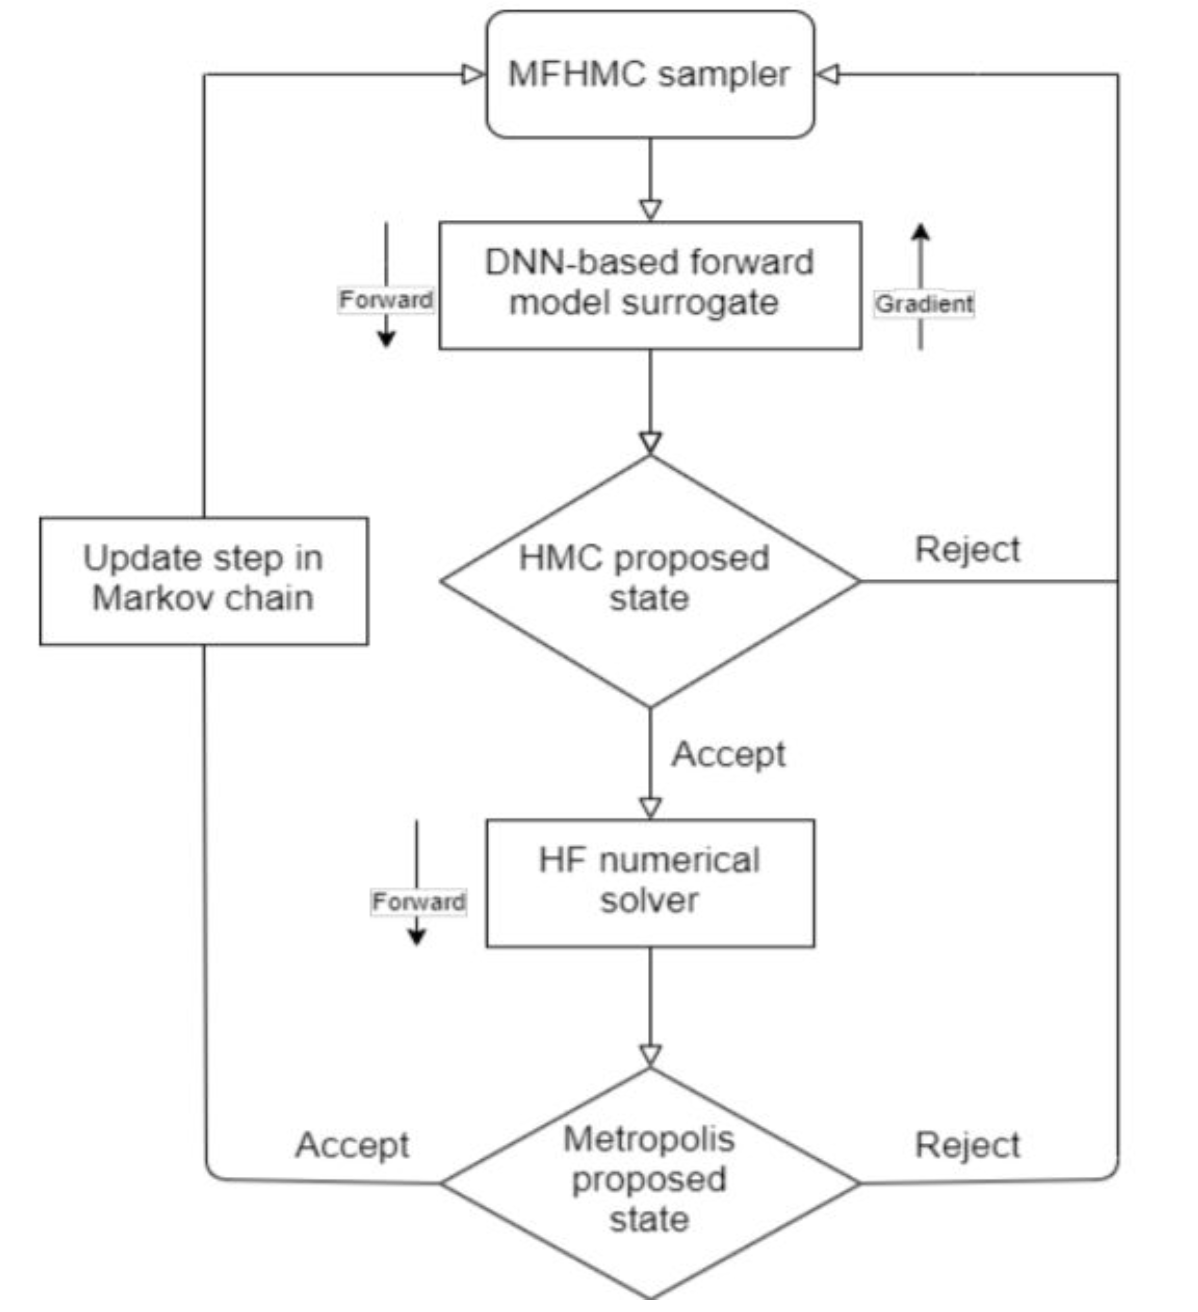 MFHMC sampler
DNN-based forward
model surrogate
Forward
Gradient
HMC proposed
state
Reject
Update step in
Markov chain
Accept
HF numerical
solver
Forward
Metropolis
proposed
state
Accept
Reject